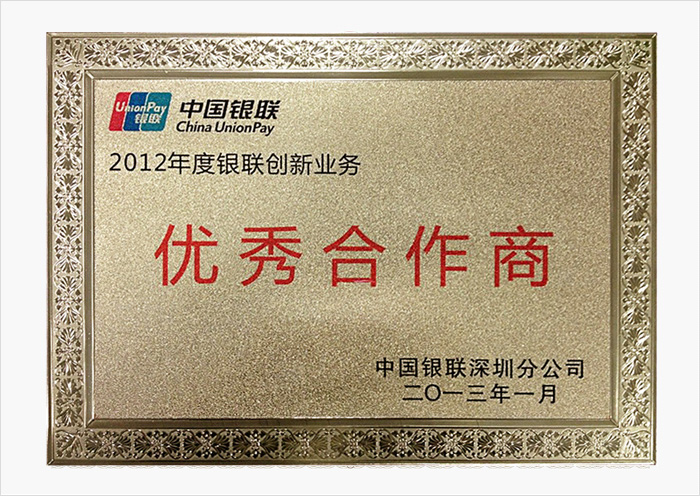 UnionPay
银联
中国银联
China UnionPay
2012年度银联创新业务
优秀合作商
中国银联深圳分公司
二〇一三年一月